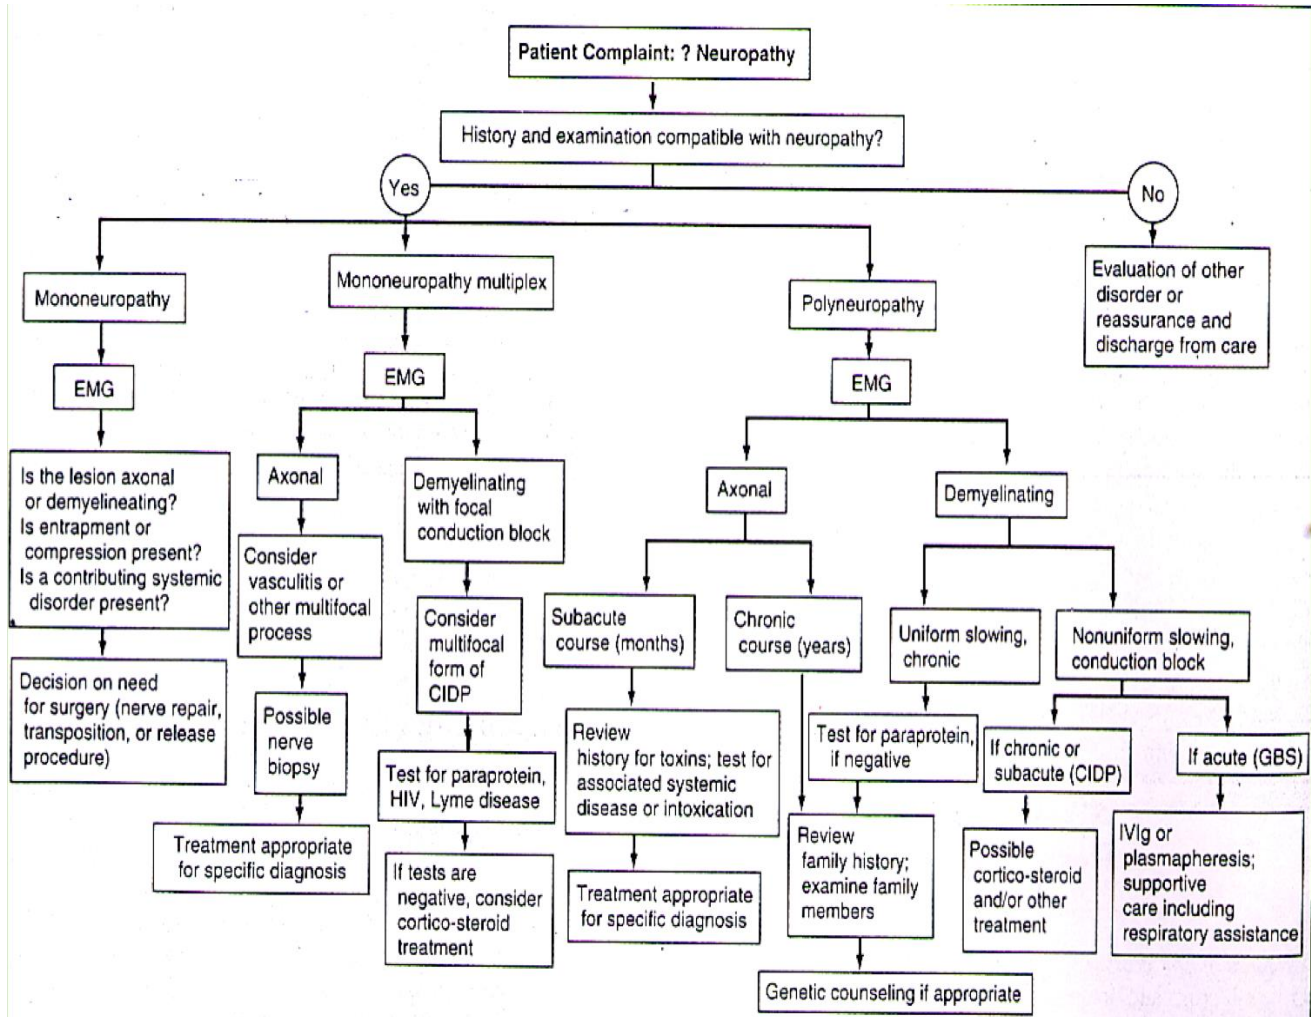 Patient Complaint: ? Neuropathy
History and examination compatible with neuropathy?
Yes
No
Mononeuropathy
Mononeuropathy multiplex
Polyneuropathy
Evaluation of other
disorder or
reassurance and
discharge from care
EMG
EMG
EMG
Is the lesion axonal
or demyelineating?
Is entrapment or
compression present?
Is a contributing systemic
disorder present?
Decision on need
for surgery (nerve repair,
transposition, or release
procedure)
Axonal
Consider
vasculitis or
other multifocal
process
Possible
nerve
biopsy
Treatment appropriate
for specific diagnosis
Demyelinating
with focal
conduction block
Consider
multifocal
form of
CIDP
Test for paraprotein,
HIV, Lyme disease
If tests are
negative, consider
cortico-steroid
treatment
Axonal
Subacute
course (months)
Review
history for toxins; test for
associated systemic
disease or intoxication
Treatment appropriate
for specific diagnosis
Chronic
course (years)
Demyelinating
Uniform slowing,
chronic
Test for paraprotein,
if negative
Review
family history;
examine family
members
Genetic counseling if appropriate
Nonuniform slowing,
conduction block
If chronic or
subacute (CIDP)
Possible
cortico-steroid
and/or other
treatment
If acute (GBS)
IVIg or
plasmapheresis;
supportive
care including
respiratory assistance